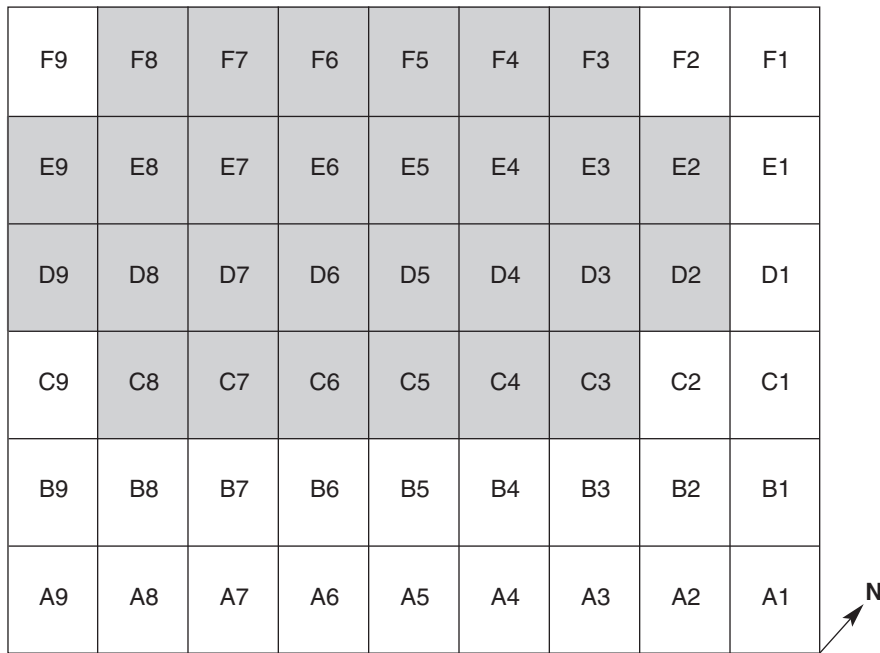 F9 F8 F7 F6 F5 F4 F3 F2 F1
E9 E8 E7 E6 E5 E4 E3 E2 E1
D9 D8 D7 D6 D5 D4 D3 D2 D1
C9 C8 C7 C6 C5 C4 C3 C2 C1
B9 B8 B7 B6 B5 B4 B3 B2 B1
A9 A8 A7 A6 A5 A4 A3 A2 A1
N